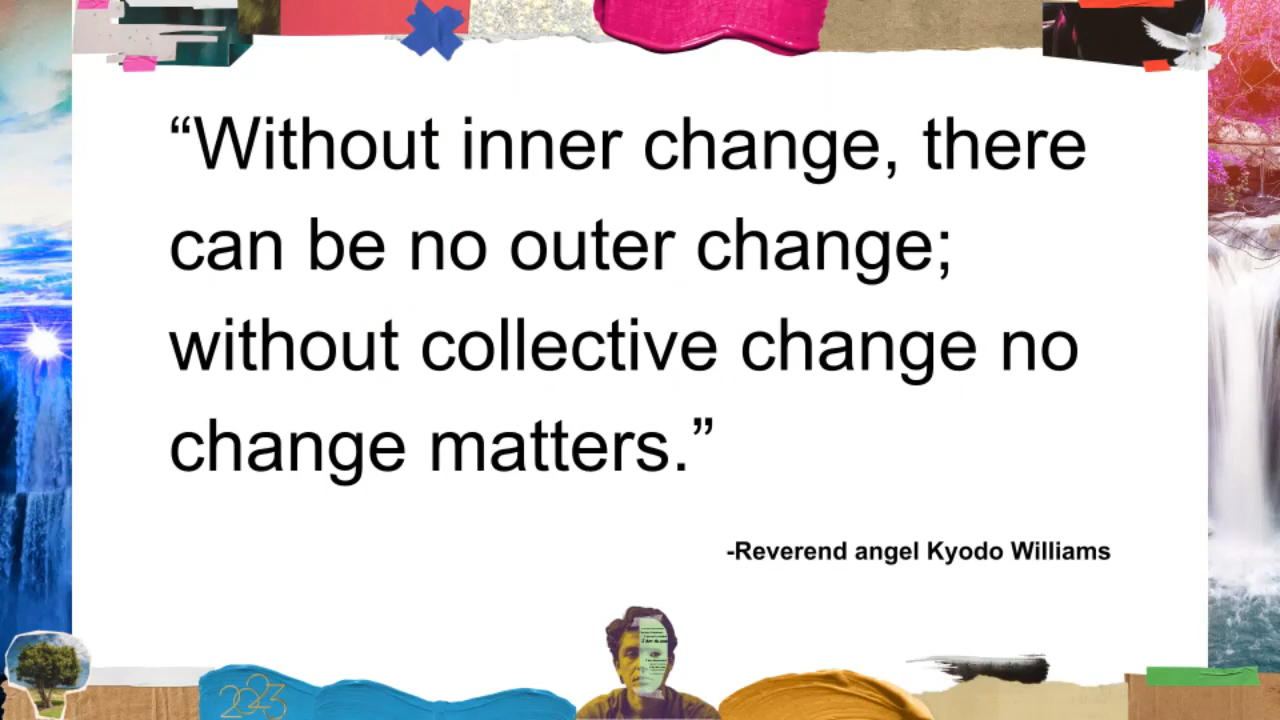 “Without inner change, there
can be no outer change;
without collective change no
change matters.”
-Reverend angel Kyodo Williams
2023